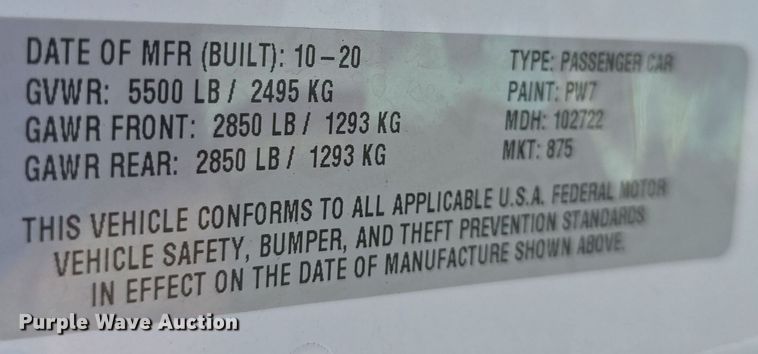 DATE OF MFR (BUILT): 10-20
GVWR: 5500 LB / 2495 KG
GAWR FRONT: 2850 LB / 1293 KG
GAWR REAR: 2850 LB / 1293 KG
TYPE: PASSENGER CAR
PAINT: PW7
MDH: 102722
MKT: 875
THIS VEHICLE CONFORMS TO ALL APPLICABLE U.S.A. FEDERAL MOTOR
VEHICLE SAFETY, BUMPER, AND THEFT PREVENTION STANDARDS
IN EFFECT ON THE DATE OF MANUFACTURE SHOWN ABOVE.
Purple Wave Auction